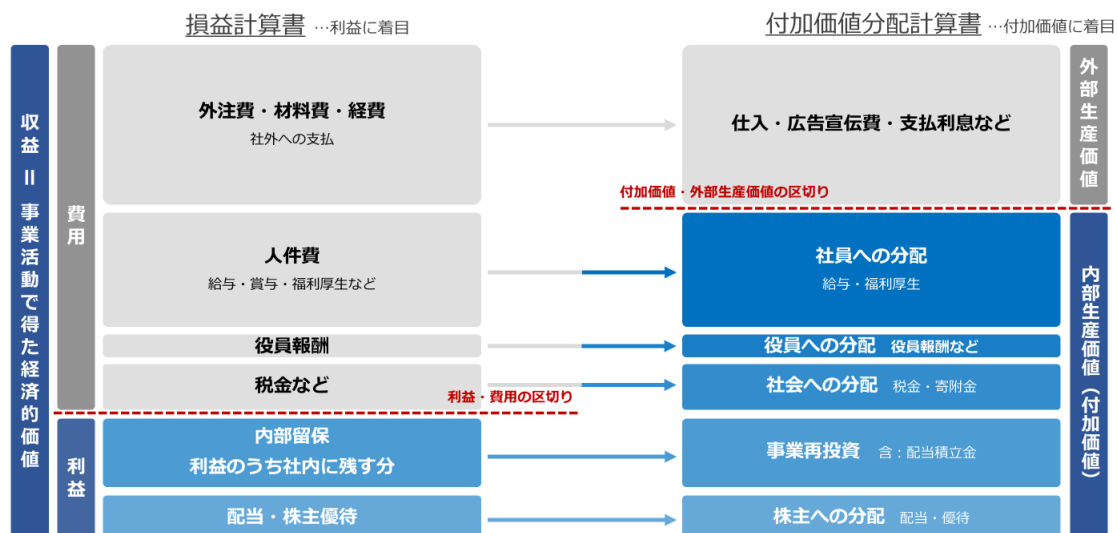 損益計算書 …利益に着目
付加価値分配計算書 …付加価値に着目
収益 = 事業活動で得た経済的価値
費用
外注費・材料費・経費
社外への支払
仕入・広告宣伝費・支払利息など
外部生産価値
付加価値・外部生産価値の区切り
人件費
給与・賞与・福利厚生など
社員への分配
給与・福利厚生
内部生産価値(付加価値)
役員報酬
役員への分配 役員報酬など
税金など
社会への分配 税金・寄附金
利益・費用の区切り
利益
内部留保
利益のうち社内に残す分
事業再投資 含:配当積立金
配当・株主優待
株主への分配 配当・優待